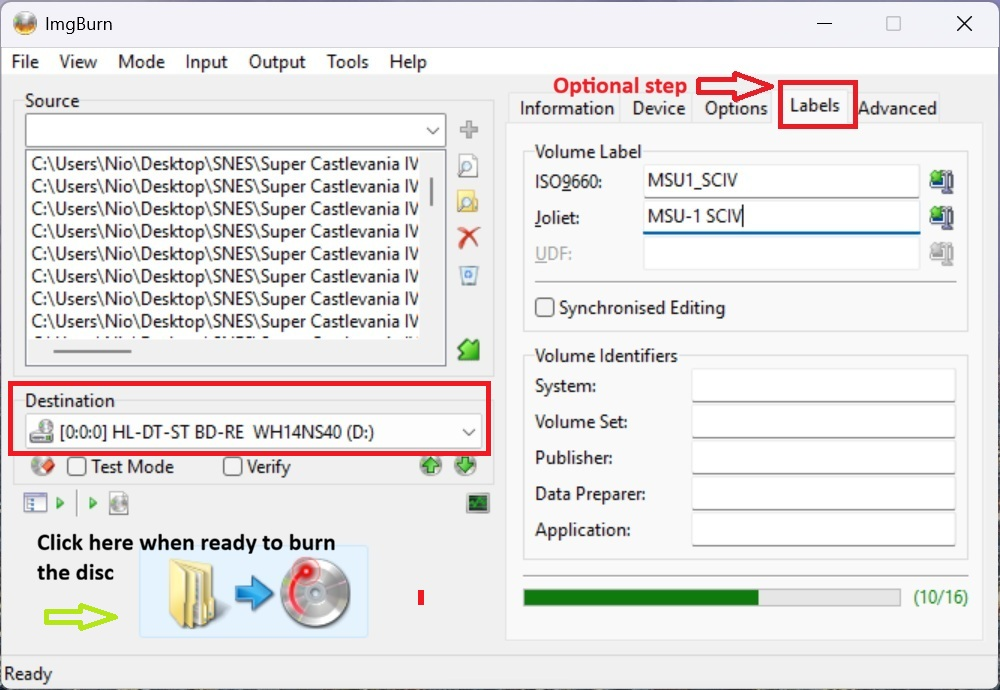 ImgBurn
File View Mode Input Output Tools Help
Optional step
Source
C:\Users\Nio\Desktop\SNES\Super Castlevania IV
C:\Users\Nio\Desktop\SNES\Super Castlevania IV
C:\Users\Nio\Desktop\SNES\Super Castlevania IV
C:\Users\Nio\Desktop\SNES\Super Castlevania IV
C:\Users\Nio\Desktop\SNES\Super Castlevania IV
C:\Users\Nio\Desktop\SNES\Super Castlevania IV
C:\Users\Nio\Desktop\SNES\Super Castlevania IV
C:\Users\Nio\Desktop\SNES\Super Castlevania IV
Destination
[0:0:0] HL-DT-ST BD-RE  WH14NS40 (D:)
Test Mode Verify
Click here when ready to burn
the disc
Information Device Options Labels Advanced
Volume Label
ISO9660: MSU1_SCIV
Joliet: MSU-1 SCIV
UDF:
Synchronised Editing
Volume Identifiers
System:
Volume Set:
Publisher:
Data Preparer:
Application:
(10/16)
Ready